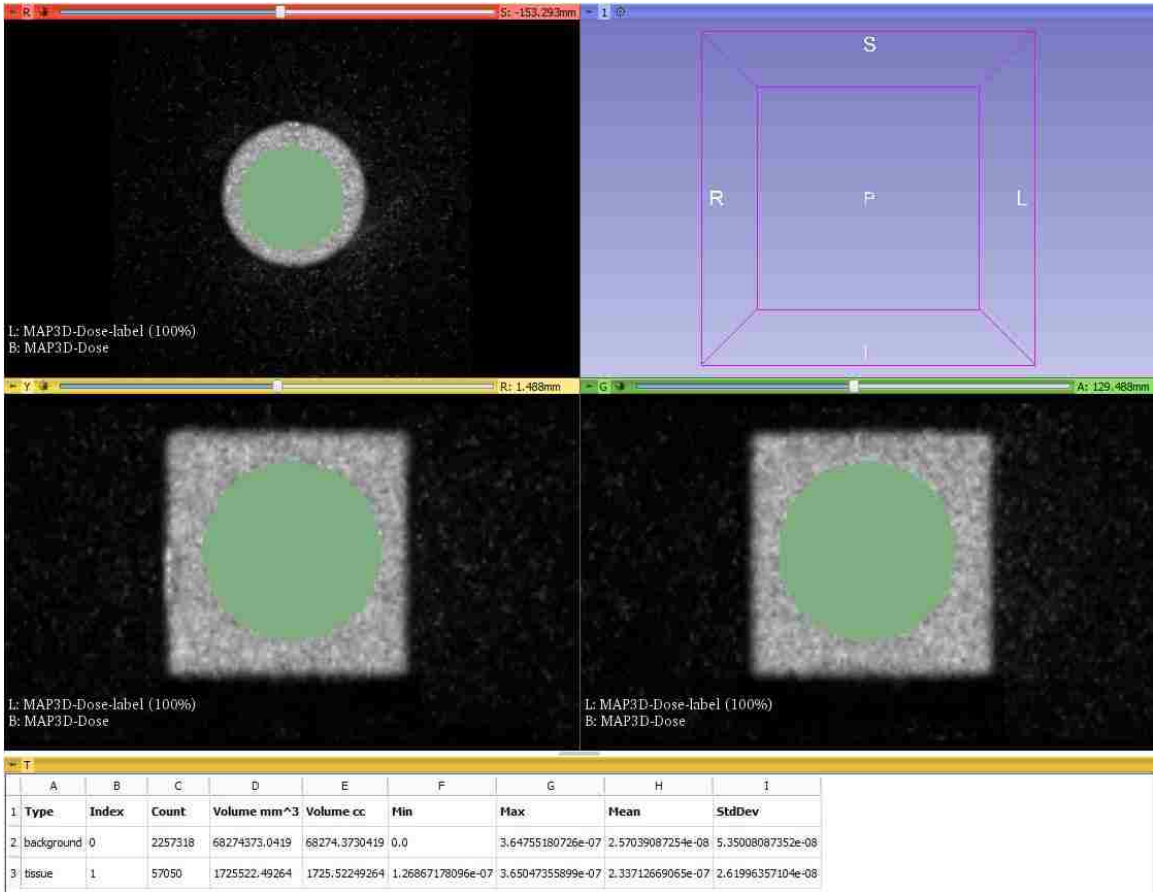 R S: -153.293mm
1
S
R P L
I
L: MAP3D-Dose-label (100%)
B: MAP3D-Dose
Y R: 1.488mm
G A: 129.488mm
L: MAP3D-Dose-label (100%)
B: MAP3D-Dose
L: MAP3D-Dose-label (100%)
B: MAP3D-Dose
T
A B C D E F G H I
1 Type Index Count Volume mm^3 Volume cc Min Max Mean StdDev
2 background 0 2257318 68274373.0419 68274.3730419 0.0 3.64755180726e-07 2.57039087254e-08 5.35008087352e-08
3 tissue 1 57050 1725522.49264 1725.52249264 1.26867178096e-07 3.65047355899e-07 2.33712669065e-07 2.61996357104e-08